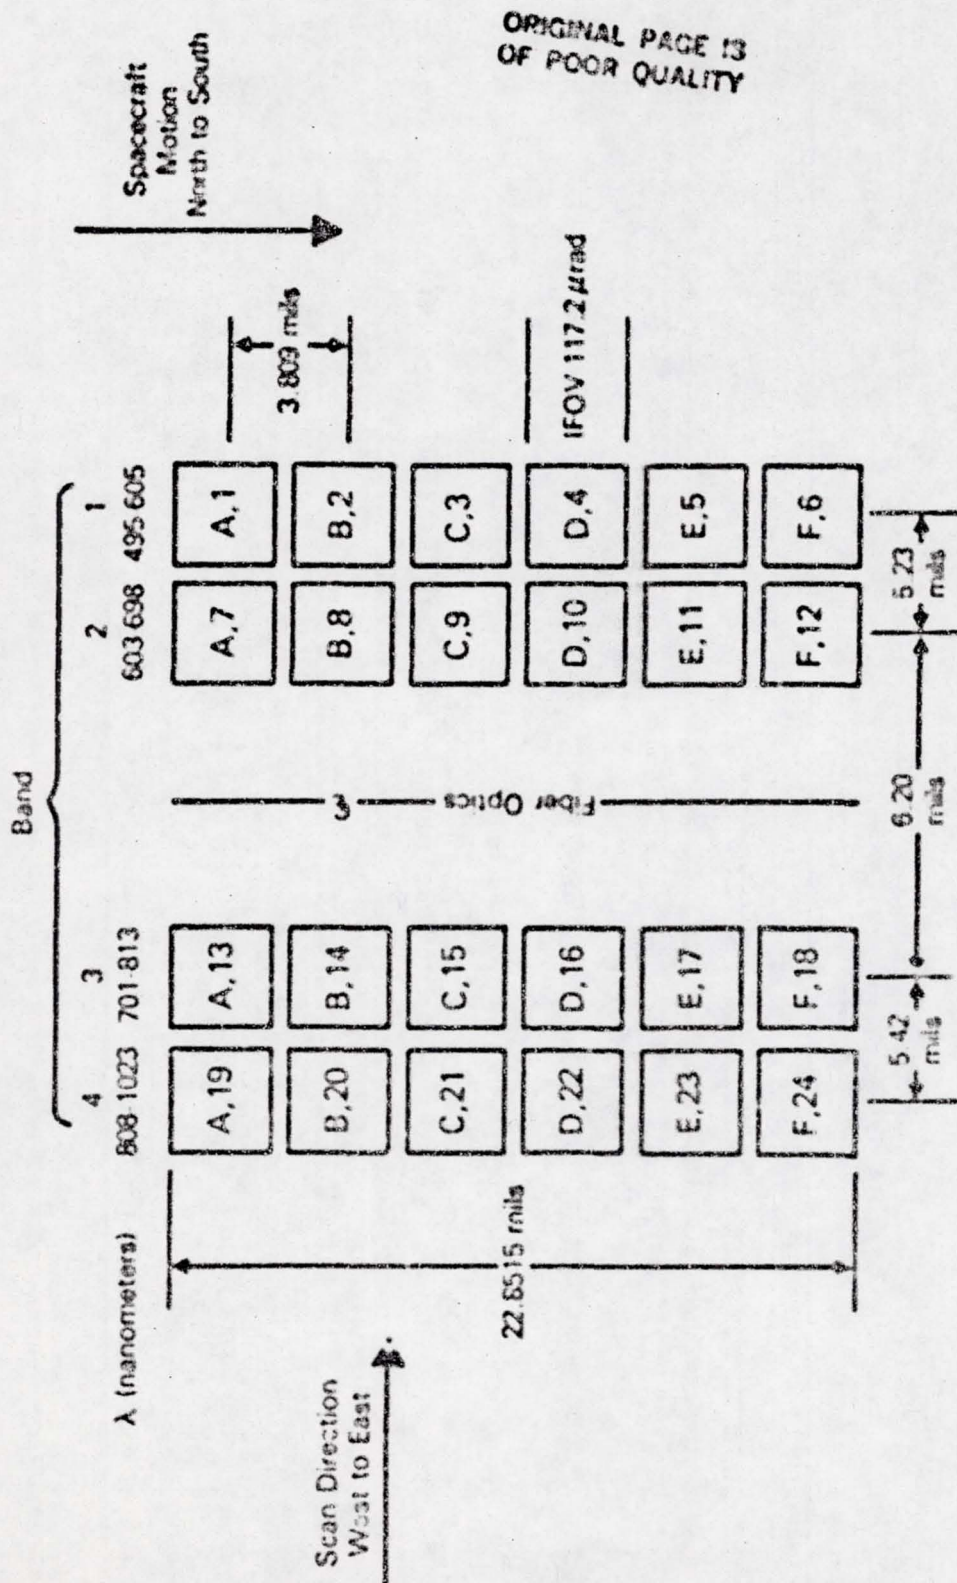 ORIGINAL PAGE IS
OF POOR QUALITY
Spacecraft
Motion
North to South
Band
4
3
2
1
λ (nanometers)
808-1023
701-813
603 698
495 605
A,19
A,13
A,7
A,1
B,20
B,14
B,8
B,2
C,21
C,15
C,9
C,3
D,22
D,16
D,10
D,4
E,23
E,17
E,11
E,5
F,24
F,18
F,12
F,6
3.809 mils
IFOV 117.2 µrad
Fiber Optics
22.6515 mils
Scan Direction
West to East
5.42
mils
6.20
mils
5.23
mils